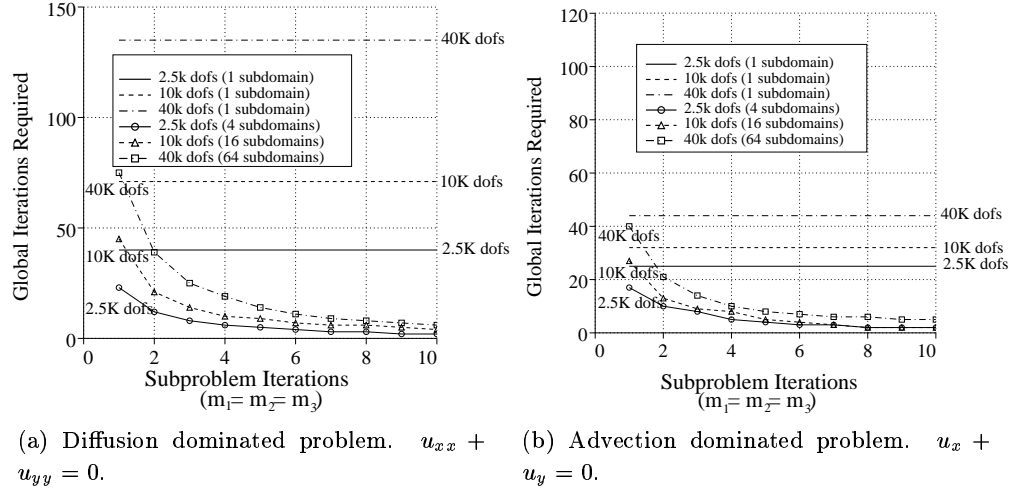 Global Iterations Required
150
100
50
0
0 2 4 6 8 10
40K dofs
2.5k dofs (1 subdomain)
10k dofs (1 subdomain)
40k dofs (1 subdomain)
2.5k dofs (4 subdomains)
10k dofs (16 subdomains)
40k dofs (64 subdomains)
10K dofs
40K dofs
2.5K dofs
10K dofs
2.5K dofs
Subproblem Iterations
(m₁= m₂= m₃)
(a) Diffusion dominated problem. u_{xx} +
u_{yy} = 0.
Global Iterations Required
120
100
80
60
40
20
0
0 2 4 6 8 10
2.5k dofs (1 subdomain)
10k dofs (1 subdomain)
40k dofs (1 subdomain)
2.5k dofs (4 subdomains)
10k dofs (16 subdomains)
40k dofs (64 subdomains)
40K dofs
40K dofs
10K dofs
2.5K dofs
10K dofs
2.5K dofs
Subproblem Iterations
(m₁= m₂= m₃)
(b) Advection dominated problem. u_x +
u_y = 0.